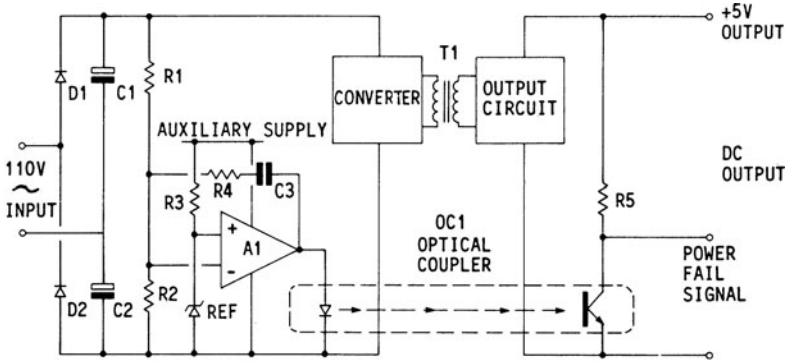 +5V
OUTPUT
T1
R1
D1
C1
CONVERTER
OUTPUT
CIRCUIT
AUXILIARY SUPPLY
110V
~
INPUT
R4
C3
R3
DC
OUTPUT
R5
+
A1
-
OC1
OPTICAL
COUPLER
POWER
FAIL
SIGNAL
D2
C2
R2
REF